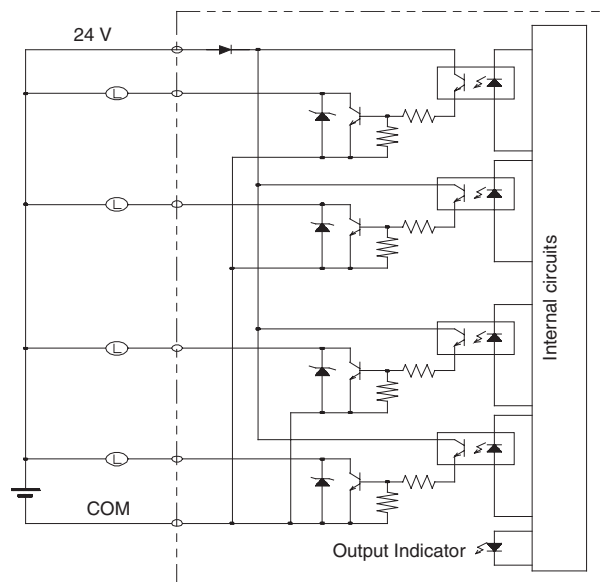 24 V
L
L
L
L
COM
Output Indicator
Internal circuits